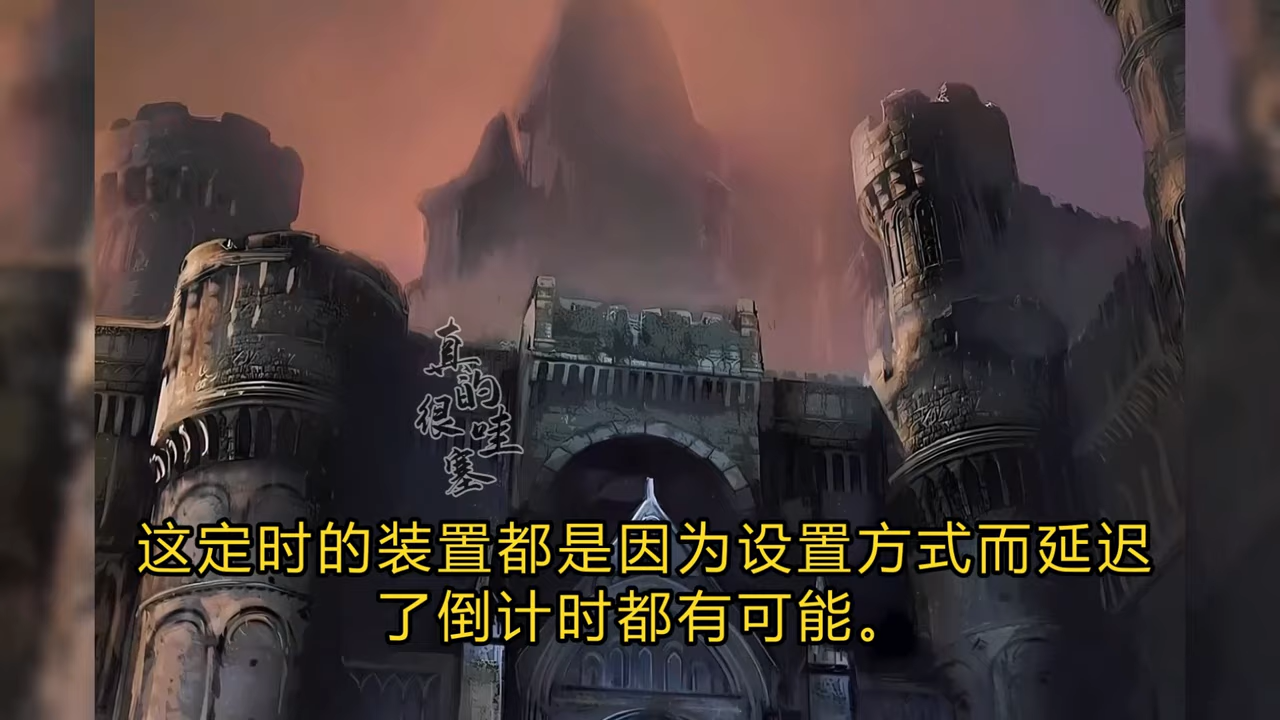 真的
很哇
塞
这定时的装置都是因为设置方式而延迟
了倒计时都有可能。